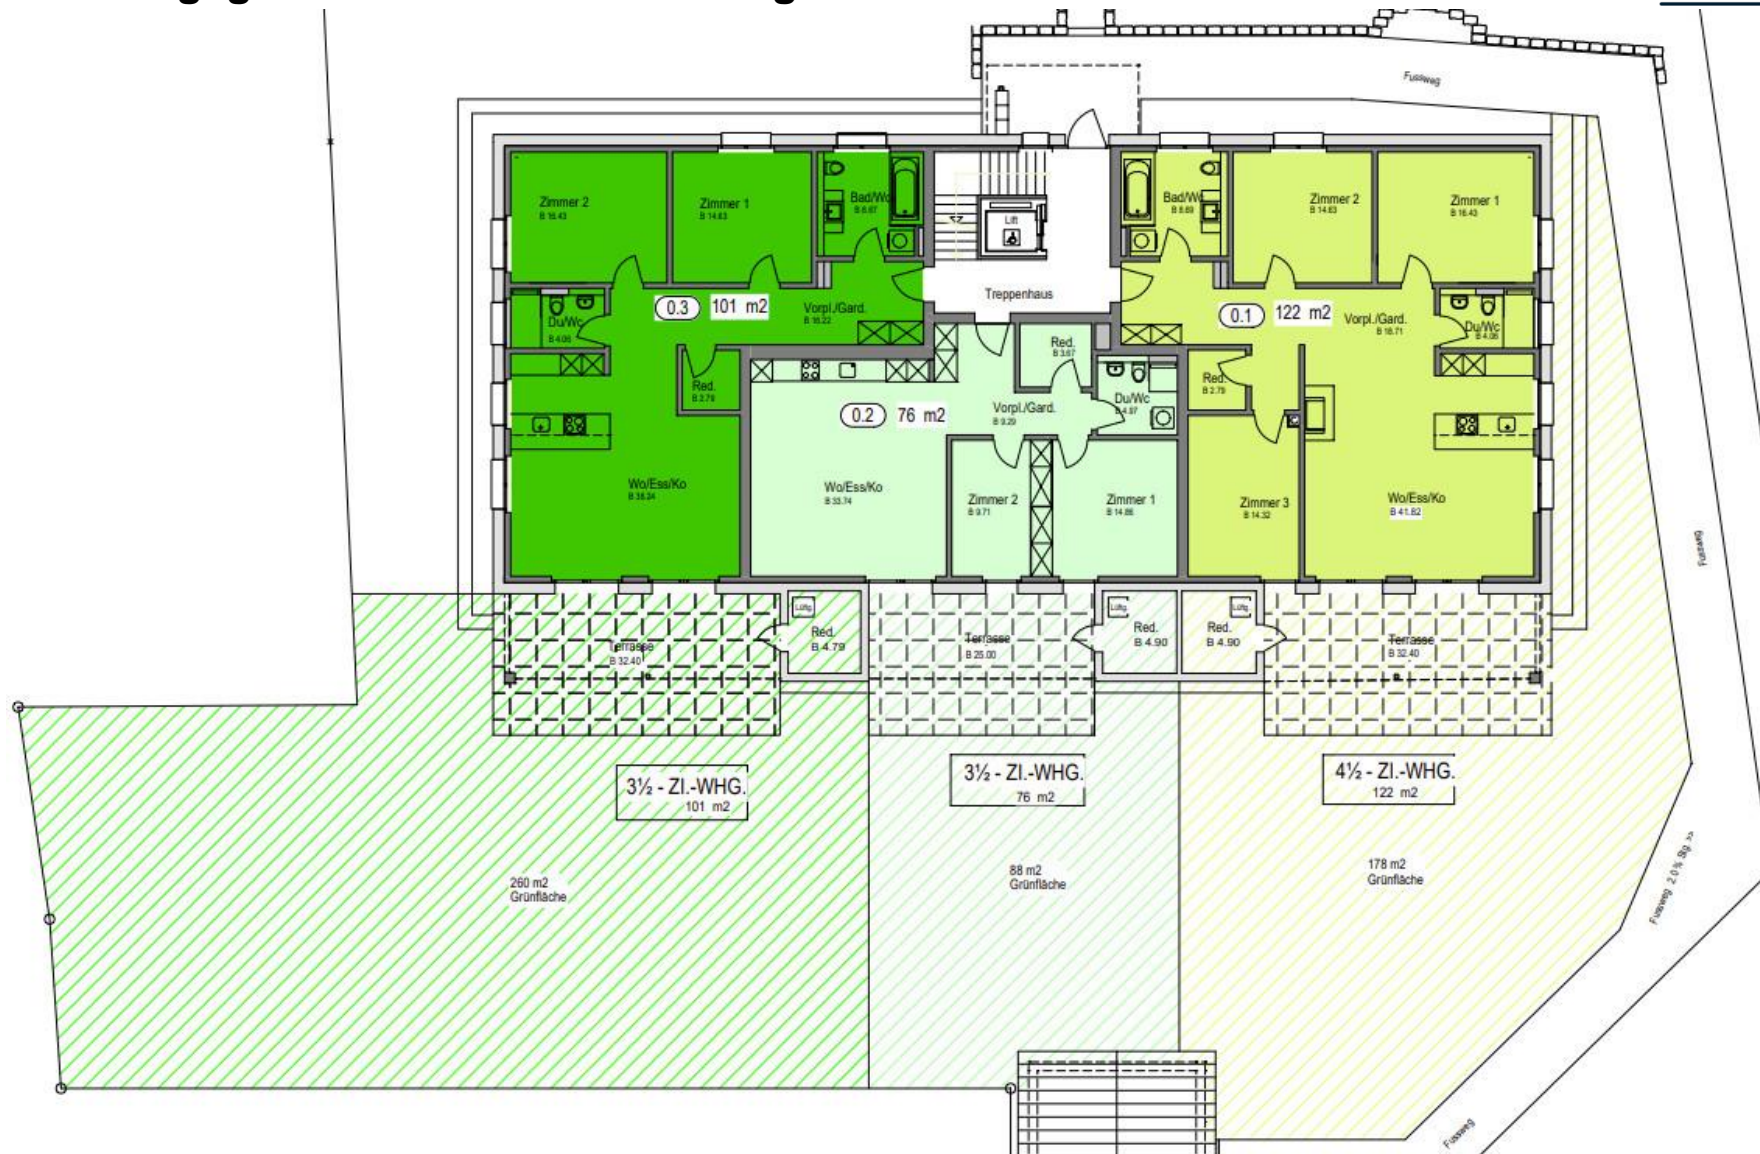 Fussweg
Zimmer 2
B 16.43
Zimmer 1
B 14.63
Bad/Wc
B 6.67
Lift
Bad/Wc
B 6.69
Zimmer 2
B 14.63
Zimmer 1
B 16.43
Treppenhaus
0.3 101 m2
Vorpl./Gard.
B 16.22
Du/Wc
B 4.06
0.1 122 m2
Vorpl./Gard.
B 16.71
Du/Wc
B 4.06
Red.
B 2.79
Red.
B 3.67
Du/Wc
B 4.97
Red.
B 2.79
0.2 76 m2
Vorpl./Gard.
B 9.29
Wo/Ess/Ko
B 38.24
Wo/Ess/Ko
B 33.74
Zimmer 2
B 9.71
Zimmer 1
B 14.86
Zimmer 3
B 14.32
Wo/Ess/Ko
B 41.82
Fussweg
Lüftg.
Lüftg.
Lüftg.
Terrasse
B 32.40
Red.
B 4.79
Terrasse
B 25.00
Red.
B 4.90
Red.
B 4.90
Terrasse
B 32.40
3½ - ZI.-WHG.
101 m2
3½ - ZI.-WHG.
76 m2
4½ - ZI.-WHG.
122 m2
260 m2
Grünfläche
88 m2
Grünfläche
178 m2
Grünfläche
Fussweg 2.0 % Stg. >>
Fussweg